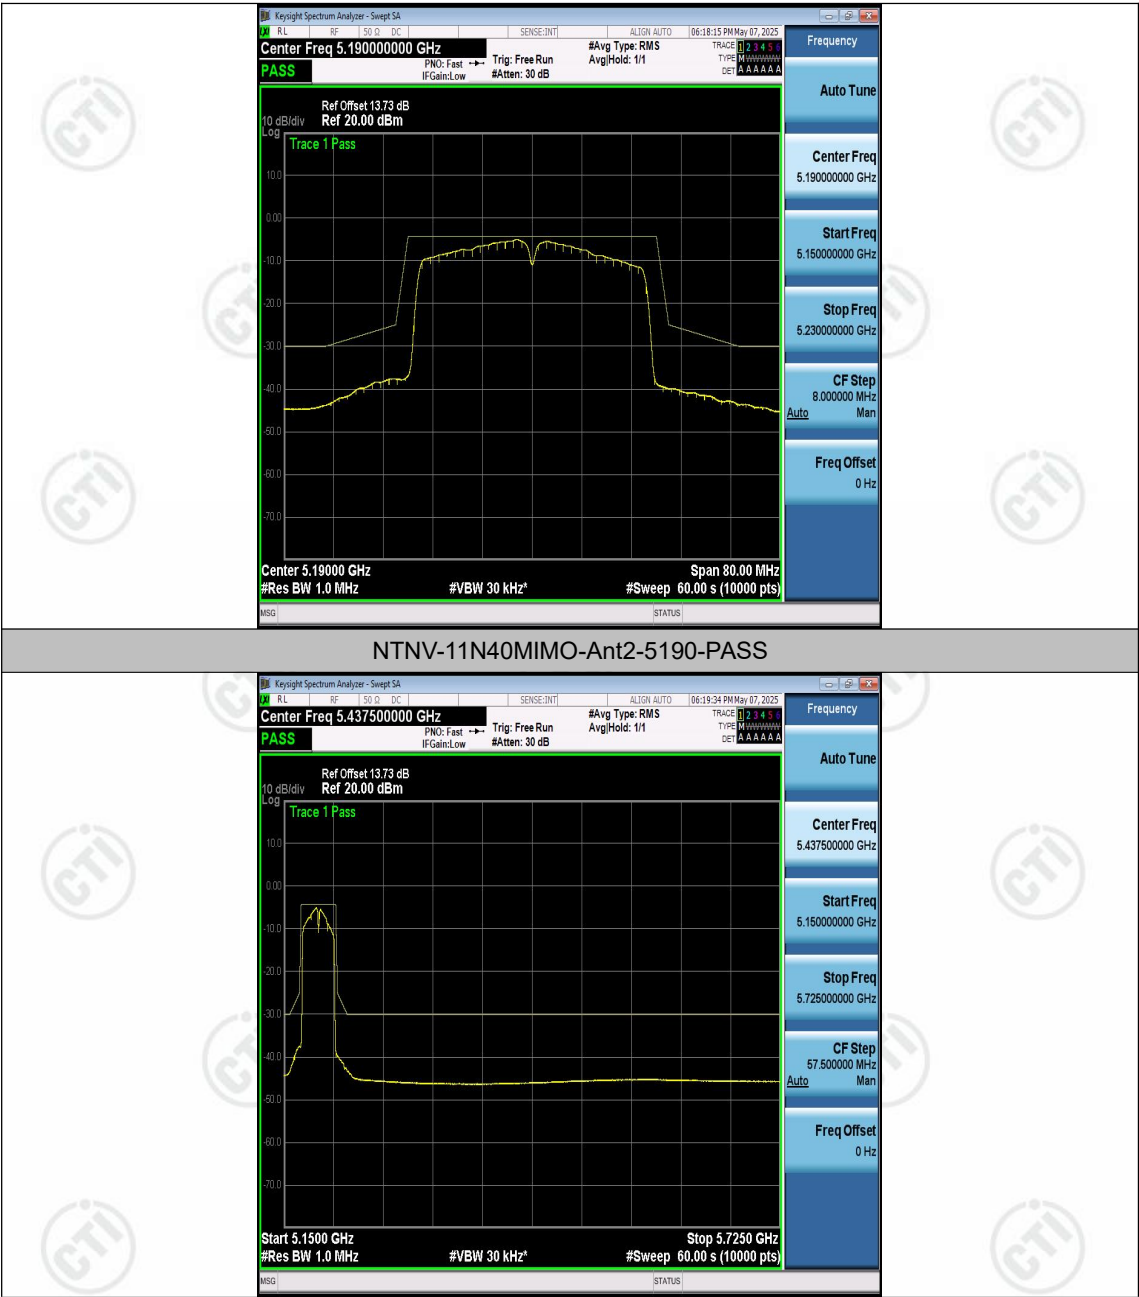 Keysight Spectrum Analyzer - Swept SA
RL RF 50 Ω DC SENSE:INT ALIGN AUTO 06:18:15 PM May 07, 2025
Center Freq 5.190000000 GHz
#Avg Type: RMS
TRACE 1 2 3 4 5 6
PASS
PNO: Fast
IFGain:Low
Trig: Free Run
#Atten: 30 dB
Avg|Hold: 1/1
TYPE M
DET A A A A A A
Ref Offset 13.73 dB
10 dB/div Ref 20.00 dBm
Log
Trace 1 Pass
10.0
0.00
-10.0
-20.0
-30.0
-40.0
-50.0
-60.0
-70.0
Center 5.19000 GHz Span 80.00 MHz
#Res BW 1.0 MHz #VBW 30 kHz* #Sweep 60.00 s (10000 pts)
MSG STATUS
Frequency
Auto Tune
Center Freq
5.190000000 GHz
Start Freq
5.150000000 GHz
Stop Freq
5.230000000 GHz
CF Step
8.000000 MHz
Auto Man
Freq Offset
0 Hz
NTNV-11N40MIMO-Ant2-5190-PASS
Keysight Spectrum Analyzer - Swept SA
RL RF 50 Ω DC SENSE:INT ALIGN AUTO 06:19:34 PM May 07, 2025
Center Freq 5.437500000 GHz
#Avg Type: RMS
TRACE 1 2 3 4 5 6
PASS
PNO: Fast
IFGain:Low
Trig: Free Run
#Atten: 30 dB
Avg|Hold: 1/1
TYPE M
DET A A A A A A
Ref Offset 13.73 dB
10 dB/div Ref 20.00 dBm
Log
Trace 1 Pass
10.0
0.00
-10.0
-20.0
-30.0
-40.0
-50.0
-60.0
-70.0
Start 5.1500 GHz Stop 5.7250 GHz
#Res BW 1.0 MHz #VBW 30 kHz* #Sweep 60.00 s (10000 pts)
MSG STATUS
Frequency
Auto Tune
Center Freq
5.437500000 GHz
Start Freq
5.150000000 GHz
Stop Freq
5.725000000 GHz
CF Step
57.500000 MHz
Auto Man
Freq Offset
0 Hz
CTI
CTI
CTI
CTI
CTI
CTI
CTI
CTI
CTI
CTI
CTI
CTI